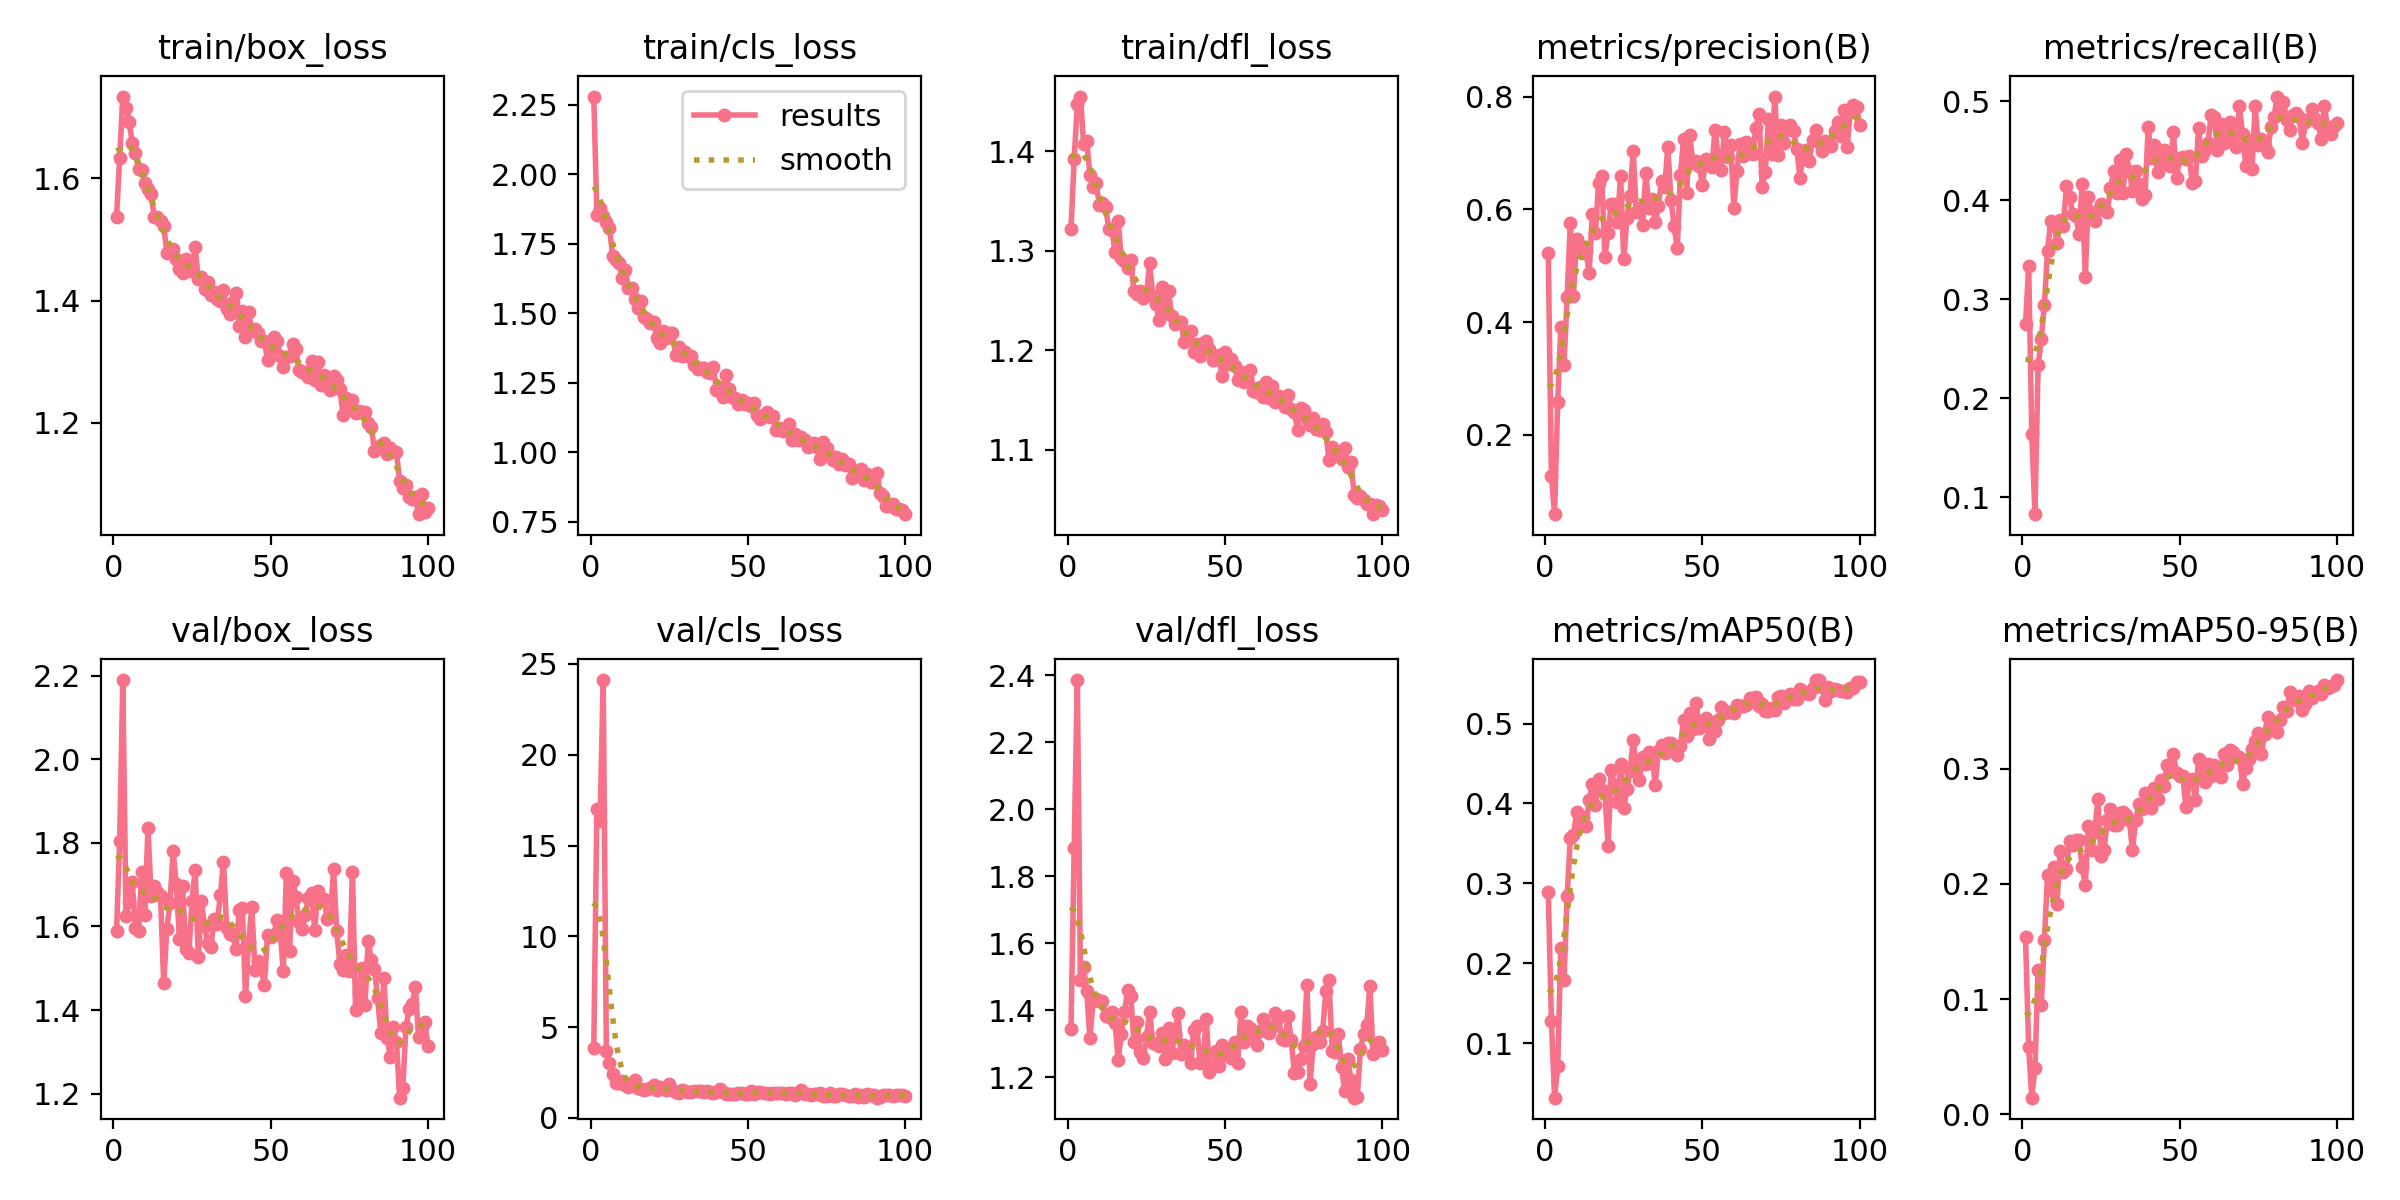 train/box_loss
1.6
1.4
1.2
0 50 100
train/cls_loss
results
smooth
2.25
2.00
1.75
1.50
1.25
1.00
0.75
0 50 100
train/dfl_loss
1.4
1.3
1.2
1.1
0 50 100
metrics/precision(B)
0.8
0.6
0.4
0.2
0 50 100
metrics/recall(B)
0.5
0.4
0.3
0.2
0.1
0 50 100
val/box_loss
2.2
2.0
1.8
1.6
1.4
1.2
0 50 100
val/cls_loss
25
20
15
10
5
0
0 50 100
val/dfl_loss
2.4
2.2
2.0
1.8
1.6
1.4
1.2
0 50 100
metrics/mAP50(B)
0.5
0.4
0.3
0.2
0.1
0 50 100
metrics/mAP50-95(B)
0.3
0.2
0.1
0.0
0 50 100